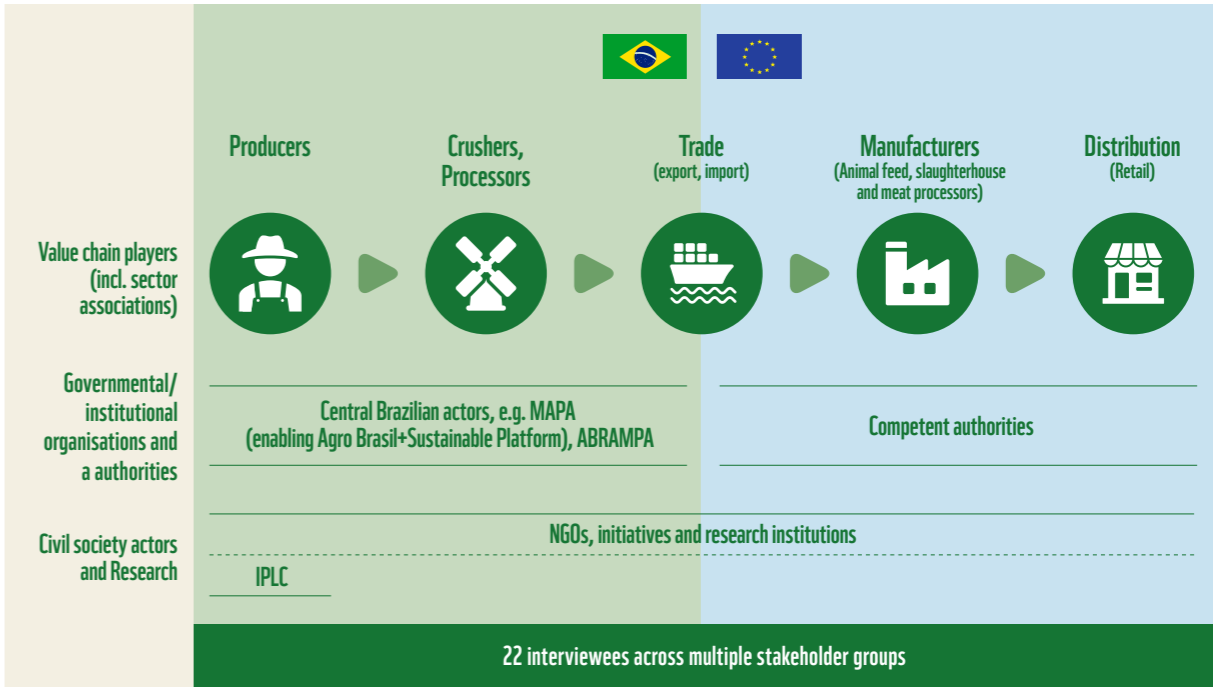 Producers
Crushers,
Processors
Trade
(export, import)
Manufacturers
(Animal feed, slaughterhouse
and meat processors)
Distribution
(Retail)
Value chain players
(incl. sector
associations)
Governmental/
institutional
organisations and
a authorities
Central Brazilian actors, e.g. MAPA
(enabling Agro Brasil+Sustainable Platform), ABRAMPA
Competent authorities
Civil society actors
and Research
NGOs, initiatives and research institutions
IPLC
22 interviewees across multiple stakeholder groups